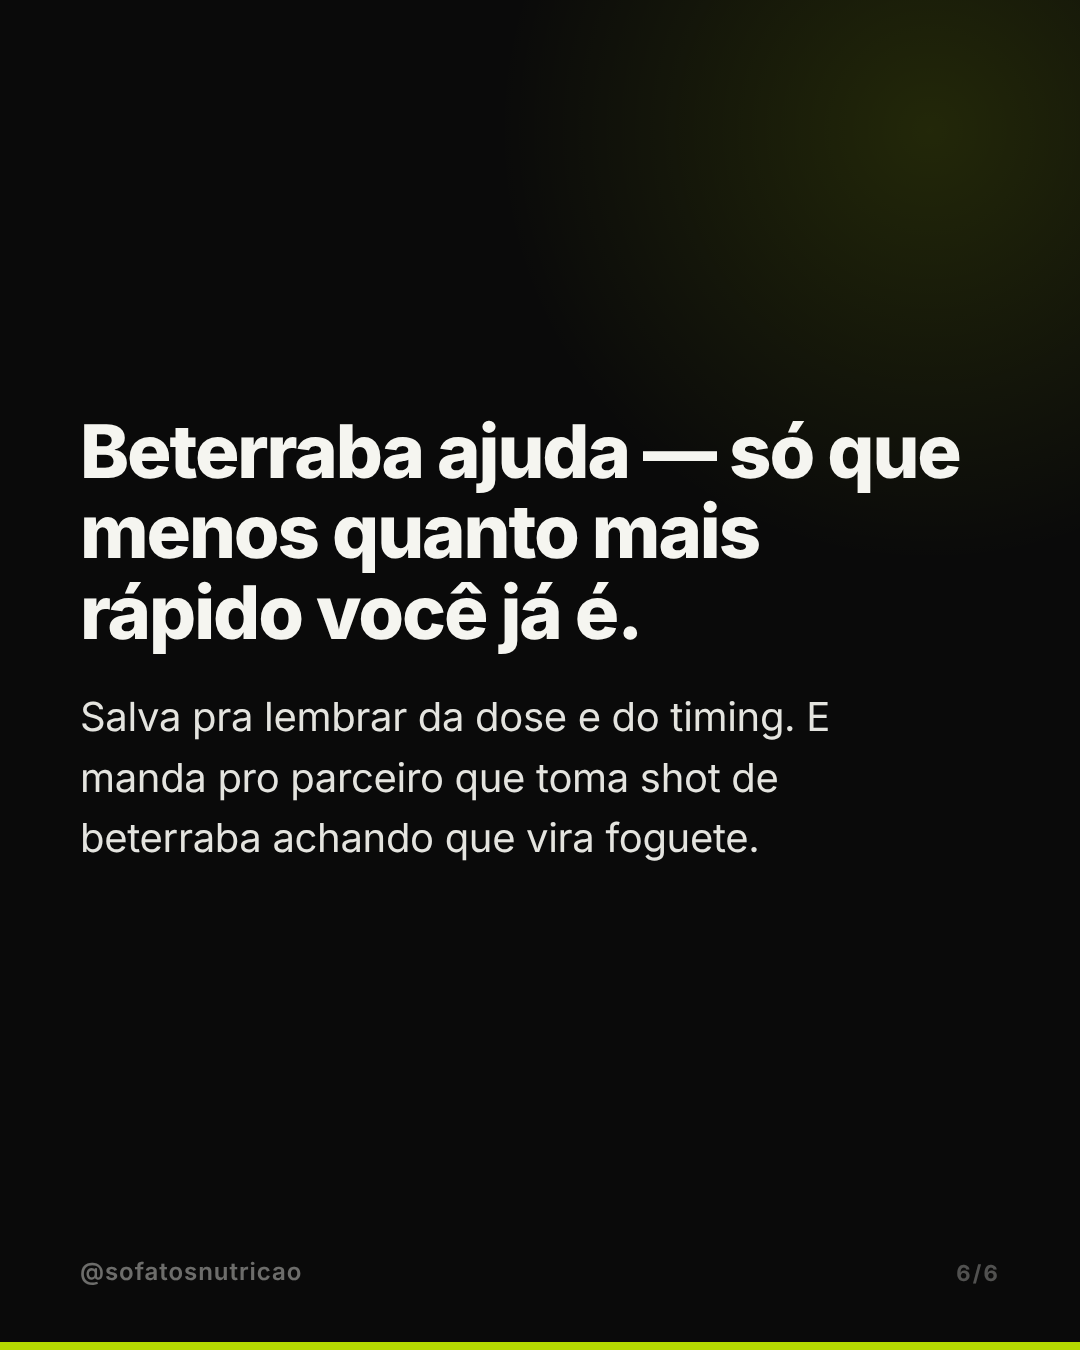 Beterraba ajuda — só que
menos quanto mais
rápido você já é.
Salva pra lembrar da dose e do timing. E
manda pro parceiro que toma shot de
beterraba achando que vira foguete.
@sofatosnutricao
6/6